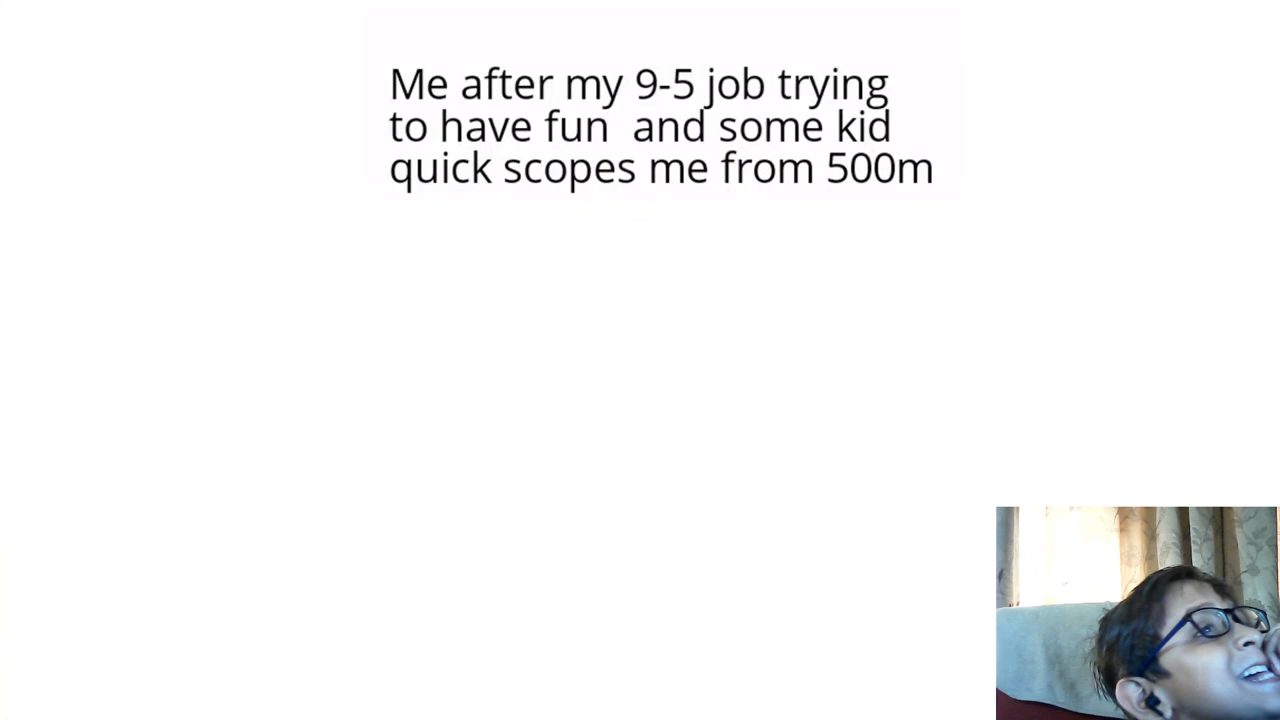 Me after my 9-5 job trying
to have fun  and some kid
quick scopes me from 500m